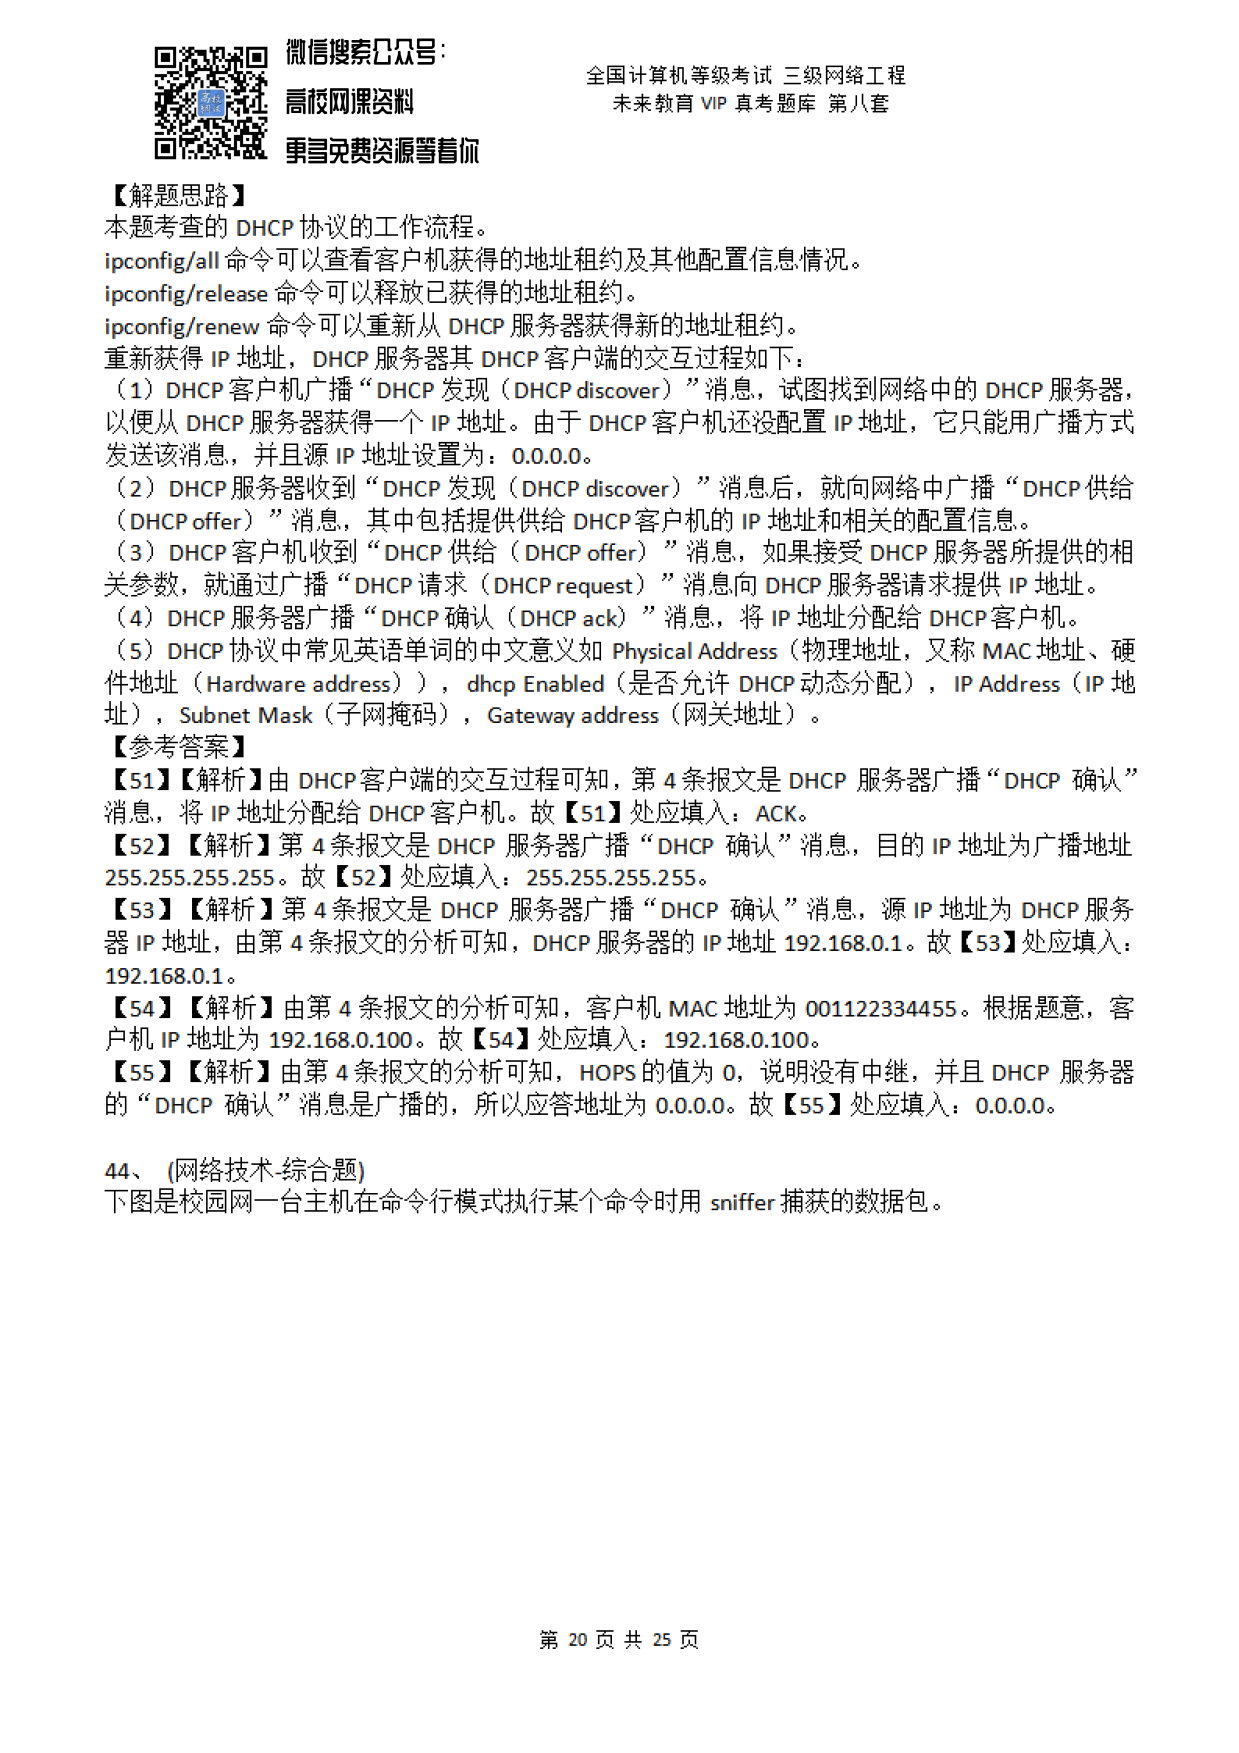 微信搜索公众号：
高校网课资料
更多免费资源等着你
全国计算机等级考试 三级网络工程
未来教育 VIP 真考题库 第八套
【解题思路】
本题考查的 DHCP 协议的工作流程。
ipconfig/all 命令可以查看客户机获得的地址租约及其他配置信息情况。
ipconfig/release 命令可以释放已获得的地址租约。
ipconfig/renew 命令可以重新从 DHCP 服务器获得新的地址租约。
重新获得 IP 地址，DHCP 服务器其 DHCP 客户端的交互过程如下：
（1）DHCP 客户机广播“DHCP 发现（DHCP discover）”消息，试图找到网络中的 DHCP 服务器，
以便从 DHCP 服务器获得一个 IP 地址。由于 DHCP 客户机还没配置 IP 地址，它只能用广播方式
发送该消息，并且源 IP 地址设置为：0.0.0.0。
（2）DHCP 服务器收到“DHCP 发现（DHCP discover）”消息后，就向网络中广播“DHCP 供给
（DHCP offer）”消息，其中包括提供供给 DHCP 客户机的 IP 地址和相关的配置信息。
（3）DHCP 客户机收到“DHCP 供给（DHCP offer）”消息，如果接受 DHCP 服务器所提供的相
关参数，就通过广播“DHCP 请求（DHCP request）”消息向 DHCP 服务器请求提供 IP 地址。
（4）DHCP 服务器广播“DHCP 确认（DHCP ack）”消息，将 IP 地址分配给 DHCP 客户机。
（5）DHCP 协议中常见英语单词的中文意义如 Physical Address（物理地址，又称 MAC 地址、硬
件地址（Hardware address）），dhcp Enabled（是否允许 DHCP 动态分配），IP Address（IP 地
址），Subnet Mask（子网掩码），Gateway address（网关地址）。
【参考答案】
【51】【解析】由 DHCP 客户端的交互过程可知，第 4 条报文是 DHCP 服务器广播“DHCP 确认”
消息，将 IP 地址分配给 DHCP 客户机。故【51】处应填入：ACK。
【52】【解析】第 4 条报文是 DHCP 服务器广播“DHCP 确认”消息，目的 IP 地址为广播地址
255.255.255.255。故【52】处应填入：255.255.255.255。
【53】【解析】第 4 条报文是 DHCP 服务器广播“DHCP 确认”消息，源 IP 地址为 DHCP 服务
器 IP 地址，由第 4 条报文的分析可知，DHCP 服务器的 IP 地址 192.168.0.1。故【53】处应填入：
192.168.0.1。
【54】【解析】由第 4 条报文的分析可知，客户机 MAC 地址为 001122334455。根据题意，客
户机 IP 地址为 192.168.0.100。故【54】处应填入：192.168.0.100。
【55】【解析】由第 4 条报文的分析可知，HOPS 的值为 0，说明没有中继，并且 DHCP 服务器
的“DHCP 确认”消息是广播的，所以应答地址为 0.0.0.0。故【55】处应填入：0.0.0.0。
44、 (网络技术-综合题)
下图是校园网一台主机在命令行模式执行某个命令时用 sniffer 捕获的数据包。
第 20 页 共 25 页